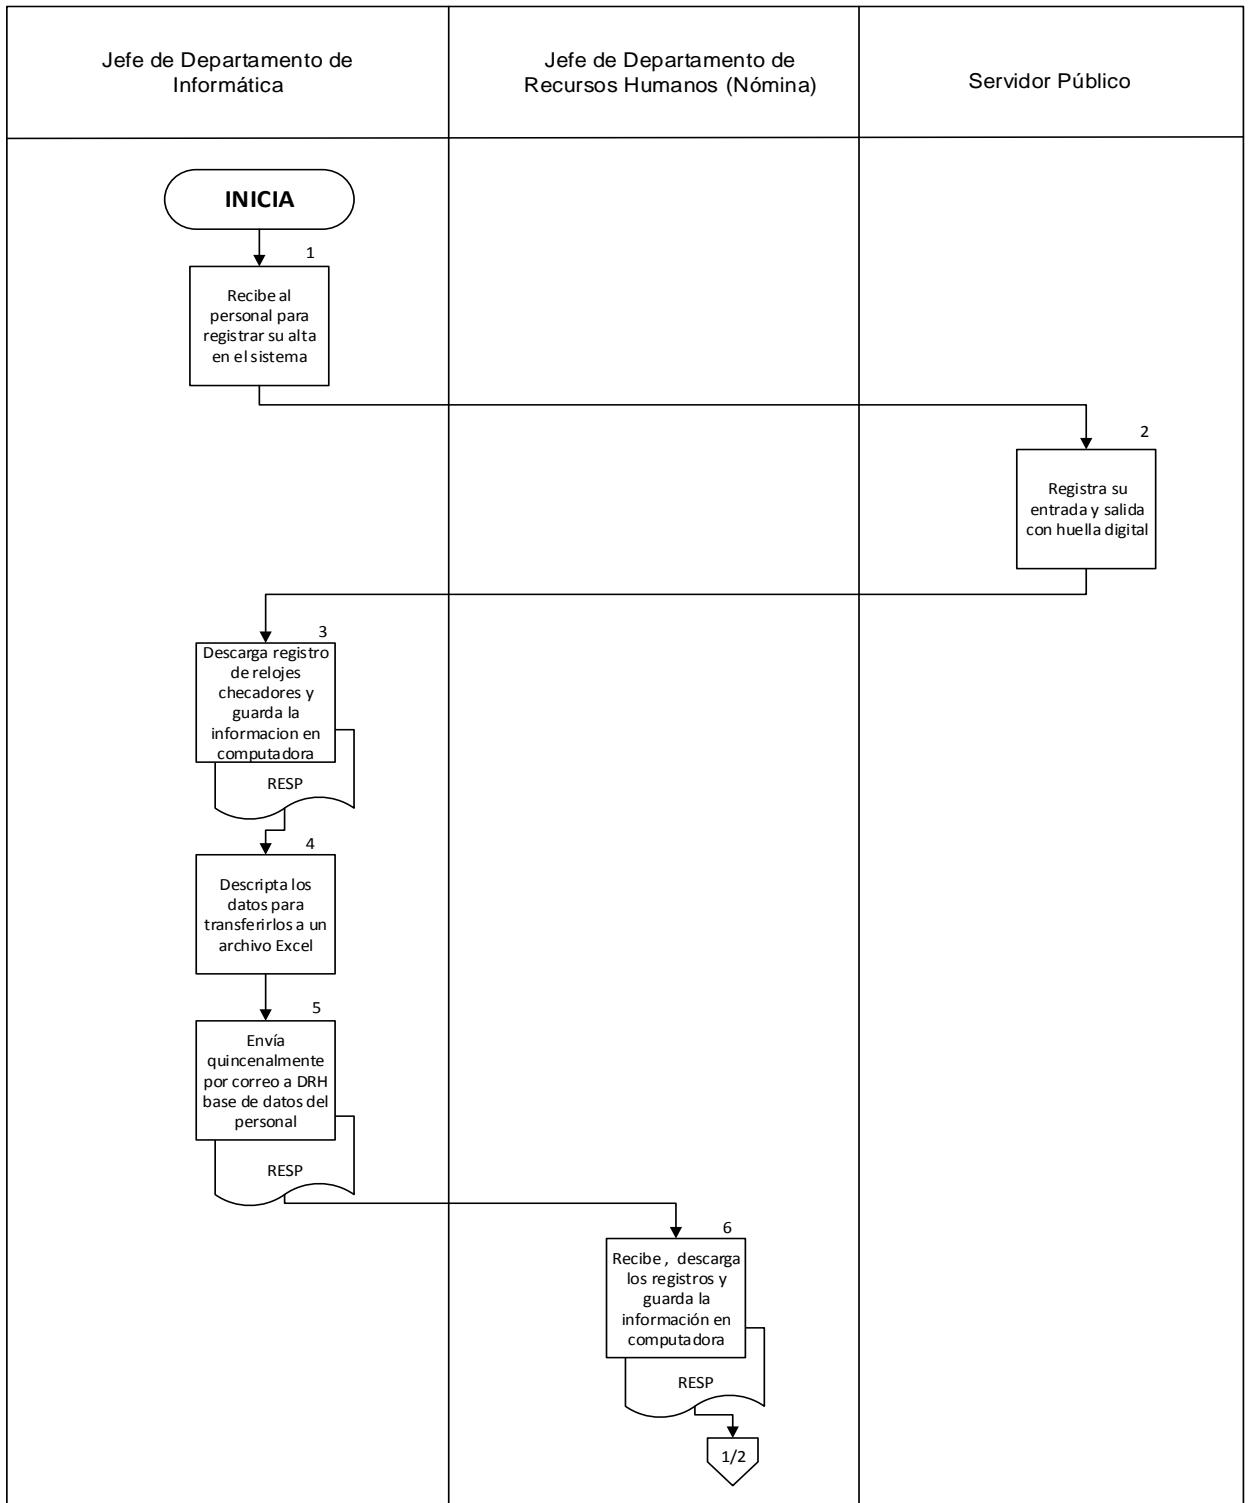 Jefe de Departamento de
Informática
Jefe de Departamento de
Recursos Humanos (Nómina)
Servidor Público
INICIA
1
Recibe al
personal para
registrar su alta
en el sistema
2
Registra su
entrada y salida
con huella digital
3
Descarga registro
de relojes
checadores y
guarda la
informacion en
computadora
RESP
4
Descripta los
datos para
transferirlos a un
archivo Excel
5
Envía
quincenalmente
por correo a DRH
base de datos del
personal
RESP
6
Recibe , descarga
los registros y
guarda la
información en
computadora
RESP
1/2